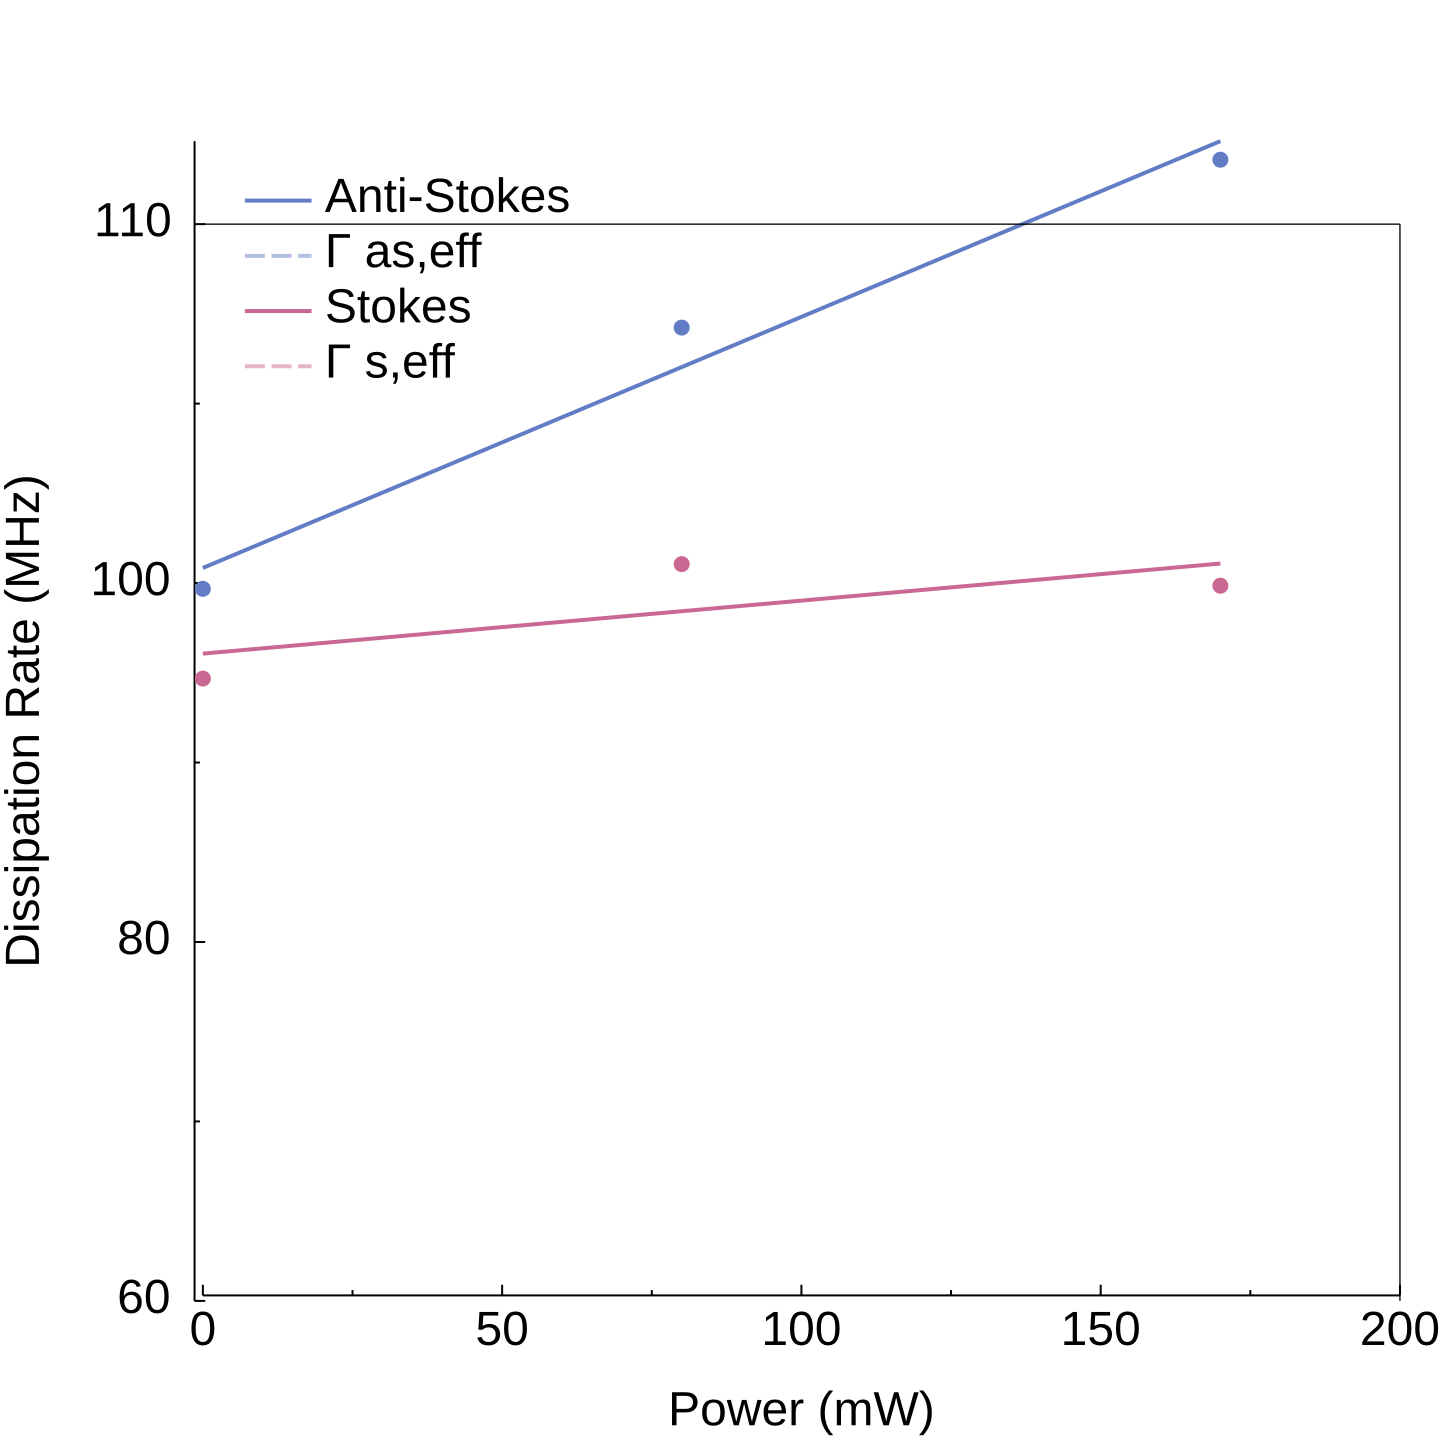 Anti-Stokes
Γ as,eff
Stokes
Γ s,eff
110
100
80
60
0 50 100 150 200
Dissipation Rate (MHz)
Power (mW)